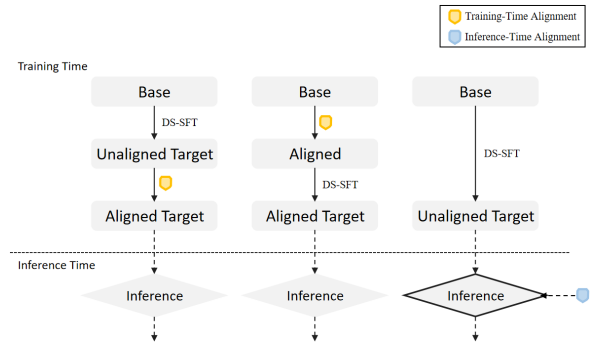 Training-Time Alignment
Inference-Time Alignment
Training Time
Base Base Base
DS-SFT
Unaligned Target Aligned DS-SFT
DS-SFT
Aligned Target Aligned Target Unaligned Target
Inference Time
Inference Inference Inference